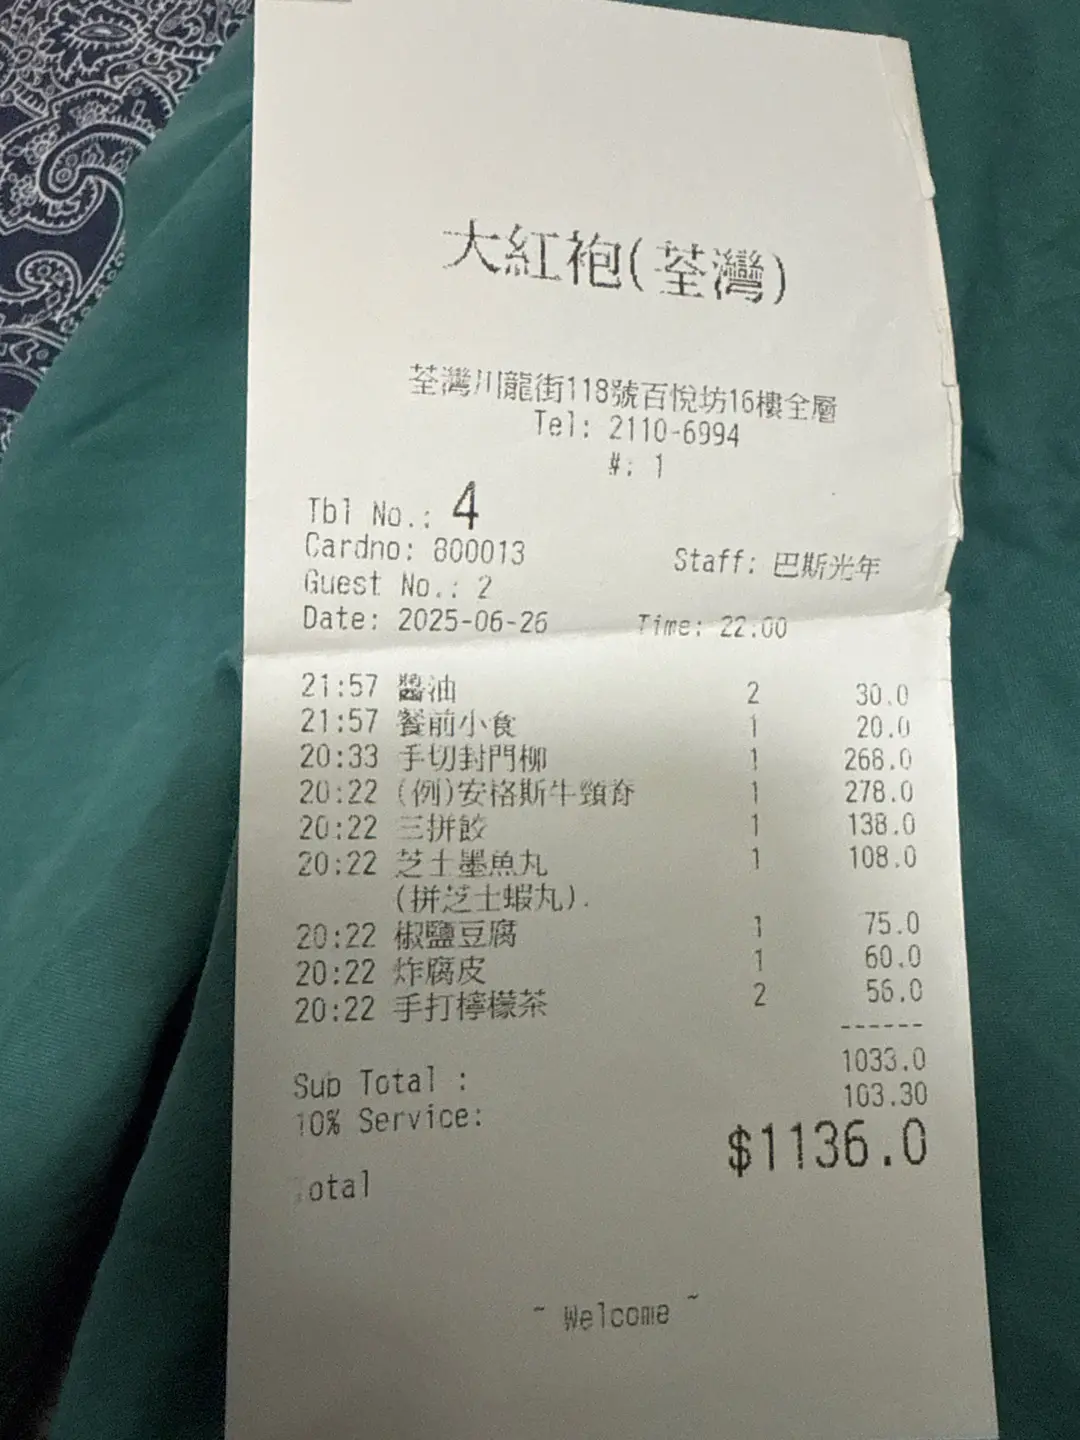 大紅袍(荃灣)
荃灣川龍街118號百悅坊16樓全層
Tel: 2110-6994
#: 1
Tbl No.: 4
Cardno: 800013 Staff: 巴斯光年
Guest No.: 2
Date: 2025-06-26 Time: 22:00
21:57 醬油 2 30.0
21:57 餐前小食 1 20.0
20:33 手切封門柳 1 268.0
20:22 (例)安格斯牛頸脊 1 278.0
20:22 三拼餃 1 138.0
20:22 芝士墨魚丸 1 108.0
(拼芝士蝦丸).
20:22 椒鹽豆腐 1 75.0
20:22 炸腐皮 1 60.0
20:22 手打檸檬茶 2 56.0
------
Sub Total : 1033.0
10% Service: 103.30
Total $1136.0
~ Welcome ~